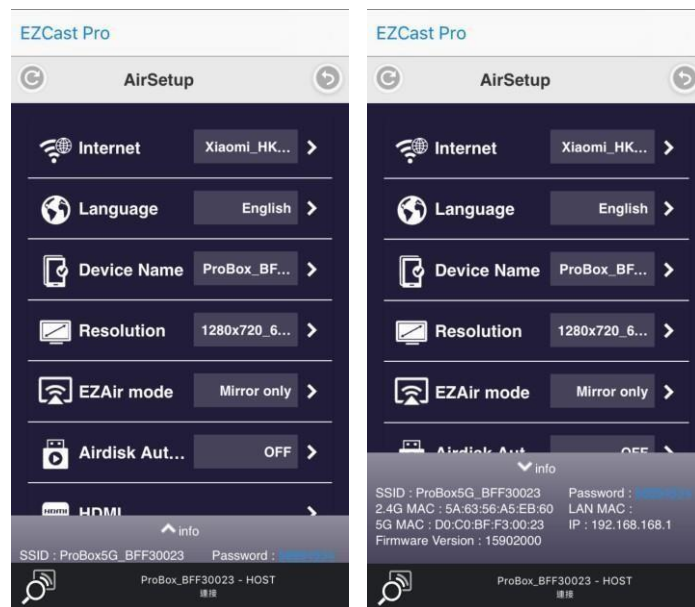 EZCast Pro
AirSetup
Internet Xiaomi_HK...
Language English
Device Name ProBox_BF...
Resolution 1280x720_6...
EZAir mode Mirror only
Airdisk Aut... OFF
HDMI
info
SSID : ProBox5G_BFF30023 Password :
ProBox_BFF30023 - HOST
連接
EZCast Pro
AirSetup
Internet Xiaomi_HK...
Language English
Device Name ProBox_BF...
Resolution 1280x720_6...
EZAir mode Mirror only
Airdisk Aut... OFF
info
SSID : ProBox5G_BFF30023 Password :
2.4G MAC : 5A:63:56:A5:EB:60 LAN MAC :
5G MAC : D0:C0:BF:F3:00:23 IP : 192.168.168.1
Firmware Version : 15902000
ProBox_BFF30023 - HOST
連接